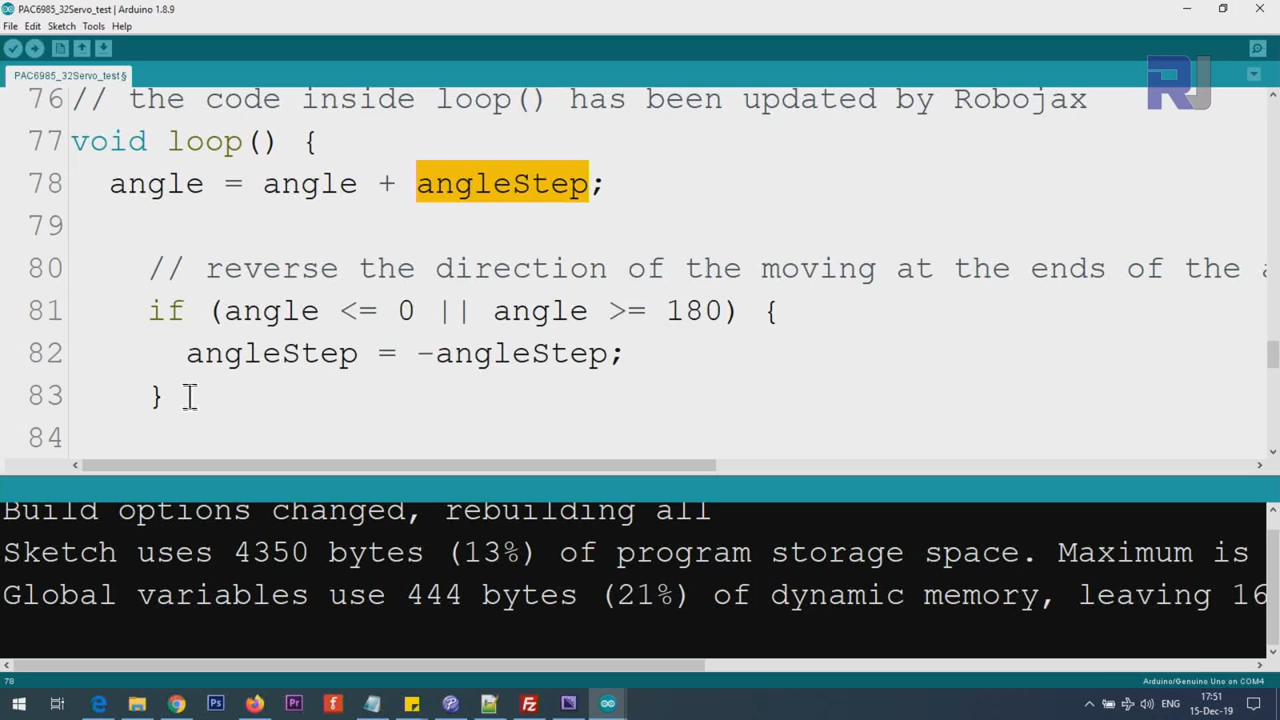 PAC6985_32Servo_test | Arduino 1.8.9
File Edit Sketch Tools Help
PAC6985_32Servo_test §
RJ
76 // the code inside loop() has been updated by Robojax
77 void loop() {
78 angle = angle + angleStep;
79
80 // reverse the direction of the moving at the ends of the
81 if (angle <= 0 || angle >= 180) {
82 angleStep = -angleStep;
83 }
84
Build options changed, rebuilding all
Sketch uses 4350 bytes (13%) of program storage space. Maximum is
Global variables use 444 bytes (21%) of dynamic memory, leaving 16
78
Arduino/Genuino Uno on COM4
Ps Pr f Fz
ENG
17:51
15-Dec-19